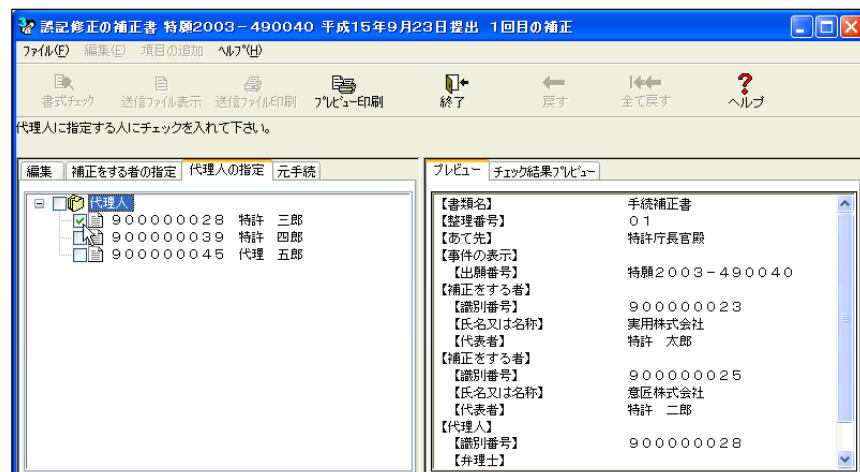 誤記修正の補正書 特願2003-490040 平成15年9月23日提出 1回目の補正
ファイル(F) 編集(E) 項目の追加 ヘルプ(H)
書式チェック 送信ファイル表示 送信ファイル印刷 プレビュー印刷 終了 戻す 全て戻す ヘルプ
代理人に指定する人にチェックを入れて下さい。
編集 補正をする者の指定 代理人の指定 元手続
代理人
900000028 特許 三郎
900000039 特許 四郎
900000045 代理 五郎
プレビュー チェック結果プレビュー
【書類名】 手続補正書
【整理番号】 01
【あて先】 特許庁長官殿
【事件の表示】
【出願番号】 特願2003-490040
【補正をする者】
【識別番号】 900000023
【氏名又は名称】 実用株式会社
【代表者】 特許 太郎
【補正をする者】
【識別番号】 900000025
【氏名又は名称】 意匠株式会社
【代表者】 特許 二郎
【代理人】
【識別番号】 900000028
【弁理士】